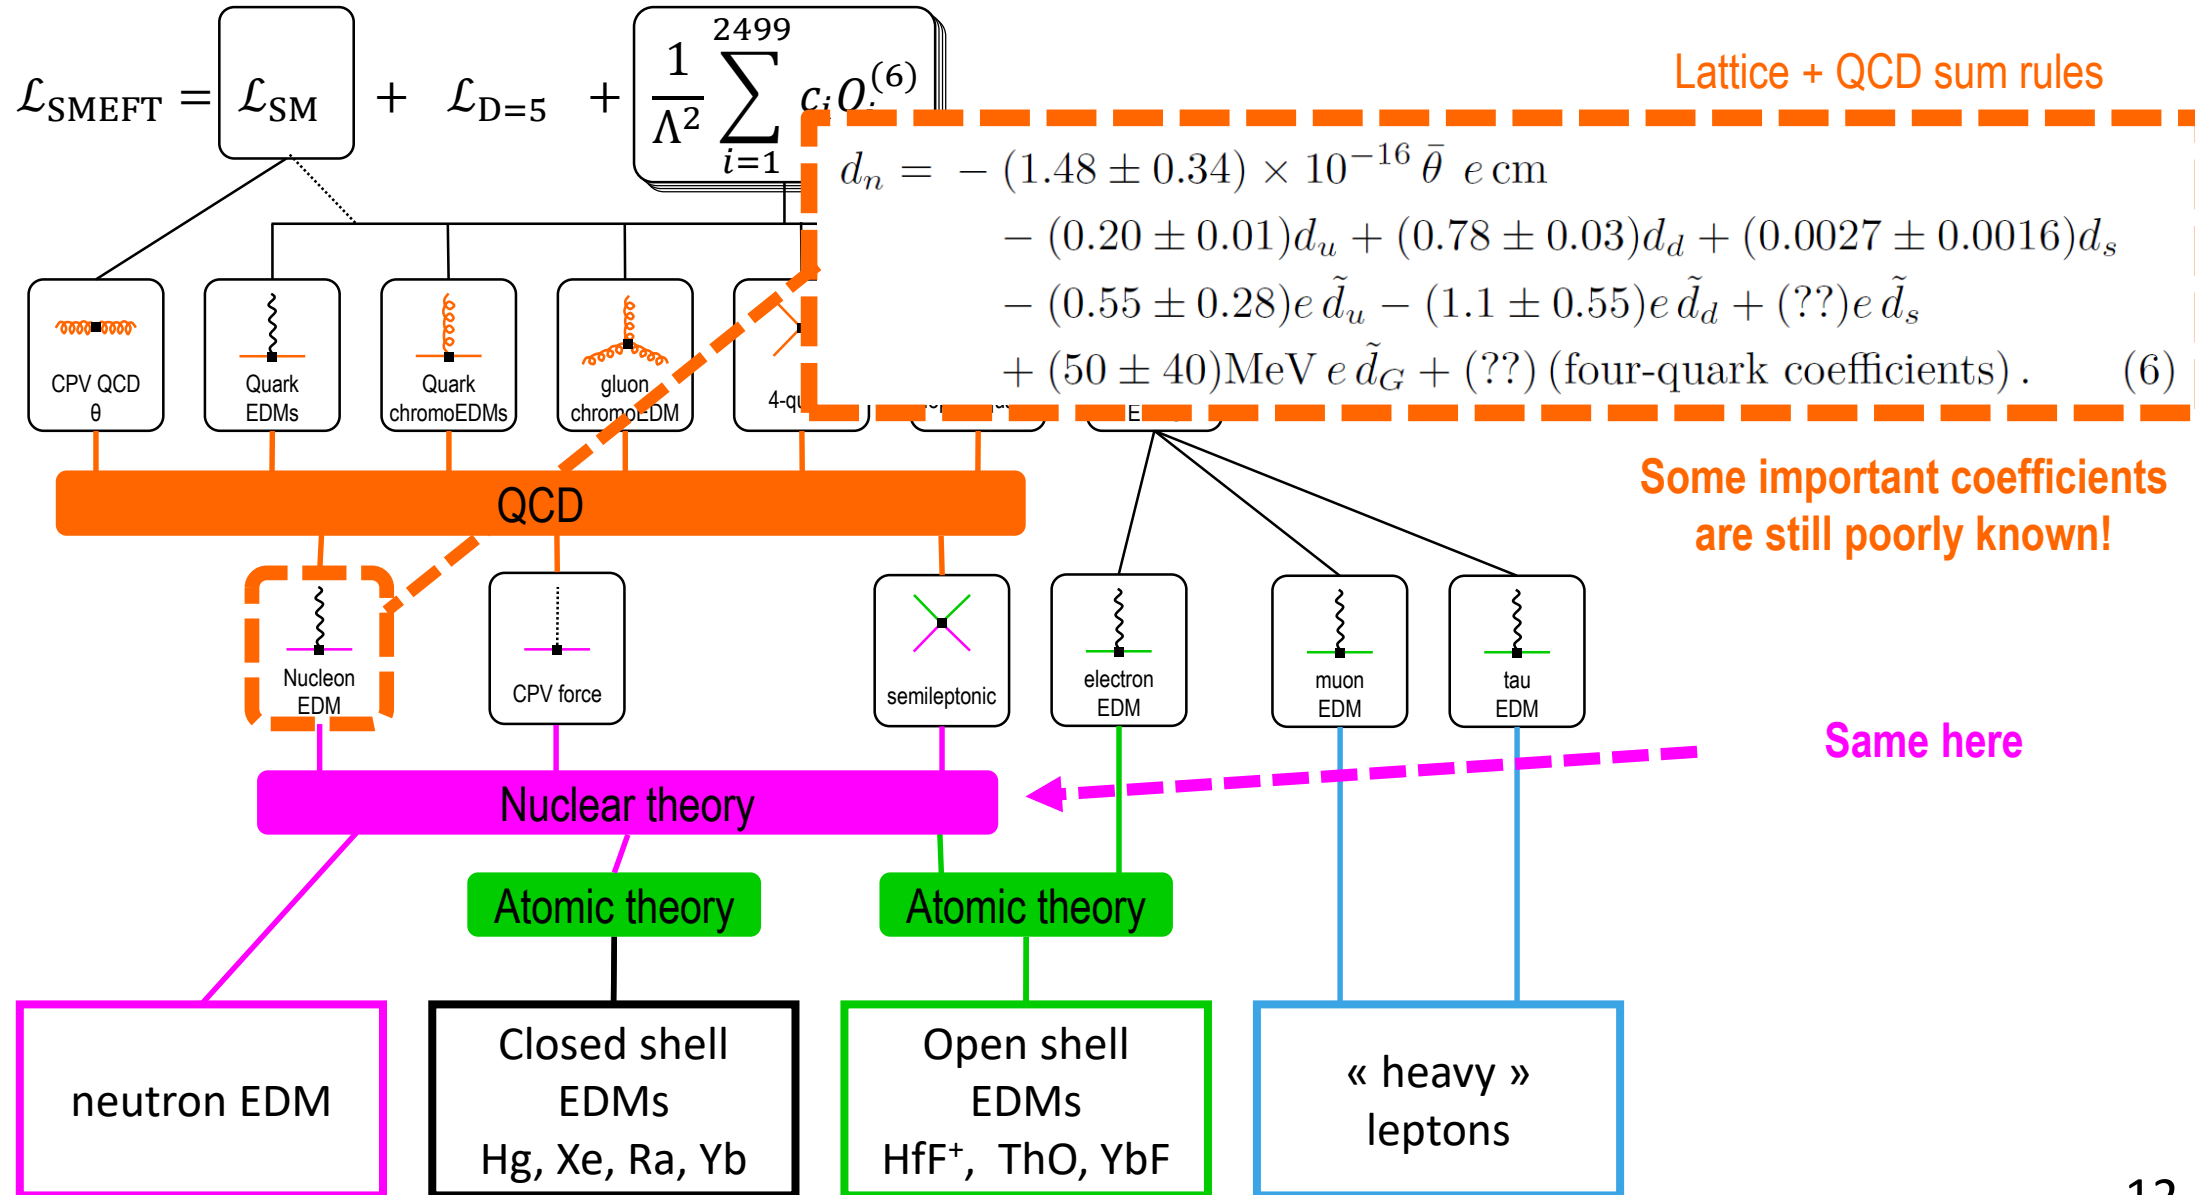 ℒ_SMEFT = ℒ_SM + ℒ_D=5 + 1/Λ² ∑_{i=1}^{2499} c_i O^(6)
Lattice + QCD sum rules
d_n = − (1.48 ± 0.34) × 10^{−16} θ̄ e cm
− (0.20 ± 0.01)d_u + (0.78 ± 0.03)d_d + (0.0027 ± 0.0016)d_s
− (0.55 ± 0.28)e d̃_u − (1.1 ± 0.55)e d̃_d + (??)e d̃_s
+ (50 ± 40)MeV e d̃_G + (??) (four-quark coefficients) . (6)
CPV QCD
θ
Quark
EDMs
Quark
chromoEDMs
gluon
chromoEDM
Some important coefficients
are still poorly known!
QCD
Nucleon
EDM
CPV force
semileptonic
electron
EDM
muon
EDM
tau
EDM
Same here
Nuclear theory
Atomic theory
Atomic theory
neutron EDM
Closed shell
EDMs
Hg, Xe, Ra, Yb
Open shell
EDMs
HfF⁺, ThO, YbF
« heavy »
leptons
12